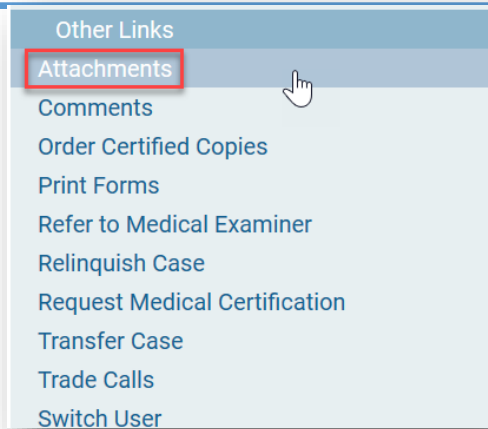 Other Links
Attachments
Comments
Order Certified Copies
Print Forms
Refer to Medical Examiner
Relinquish Case
Request Medical Certification
Transfer Case
Trade Calls
Switch User